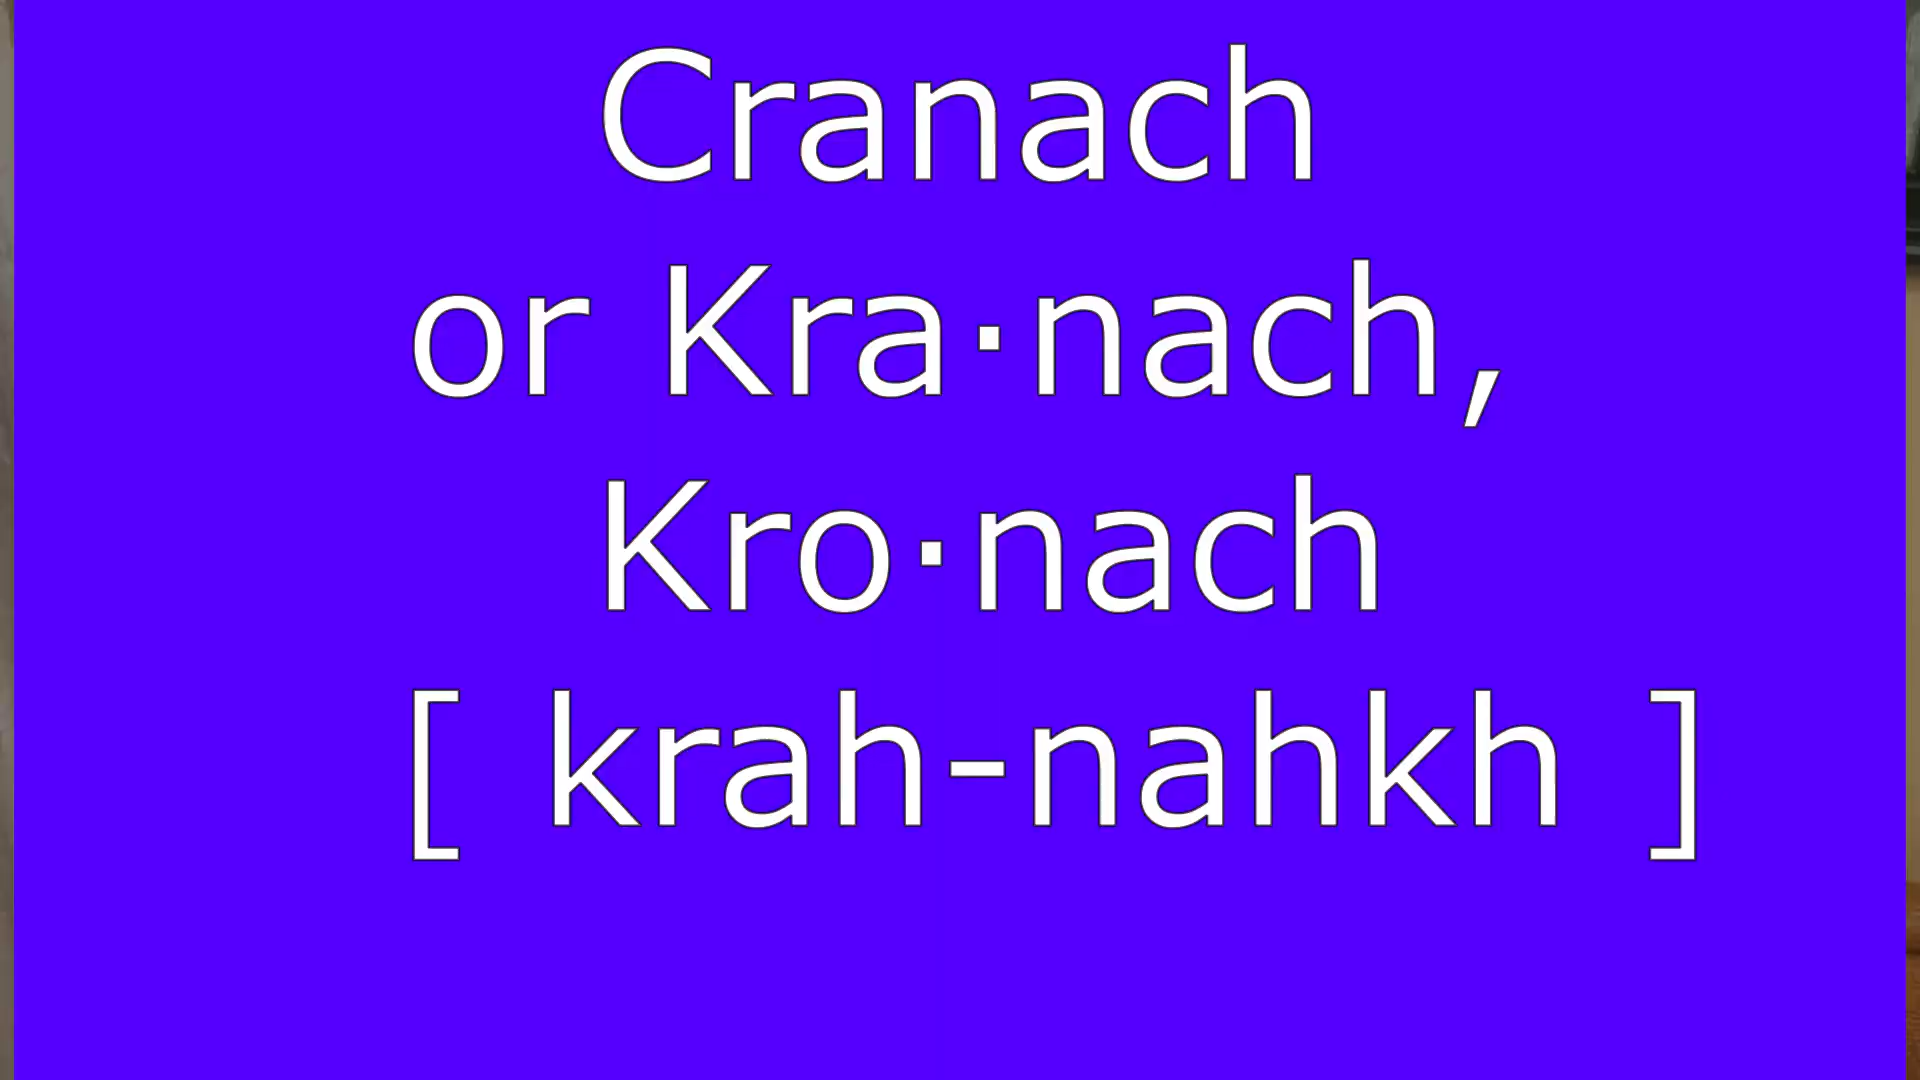 Cranach
or Kra·nach,
Kro·nach
[ krah-nahkh ]